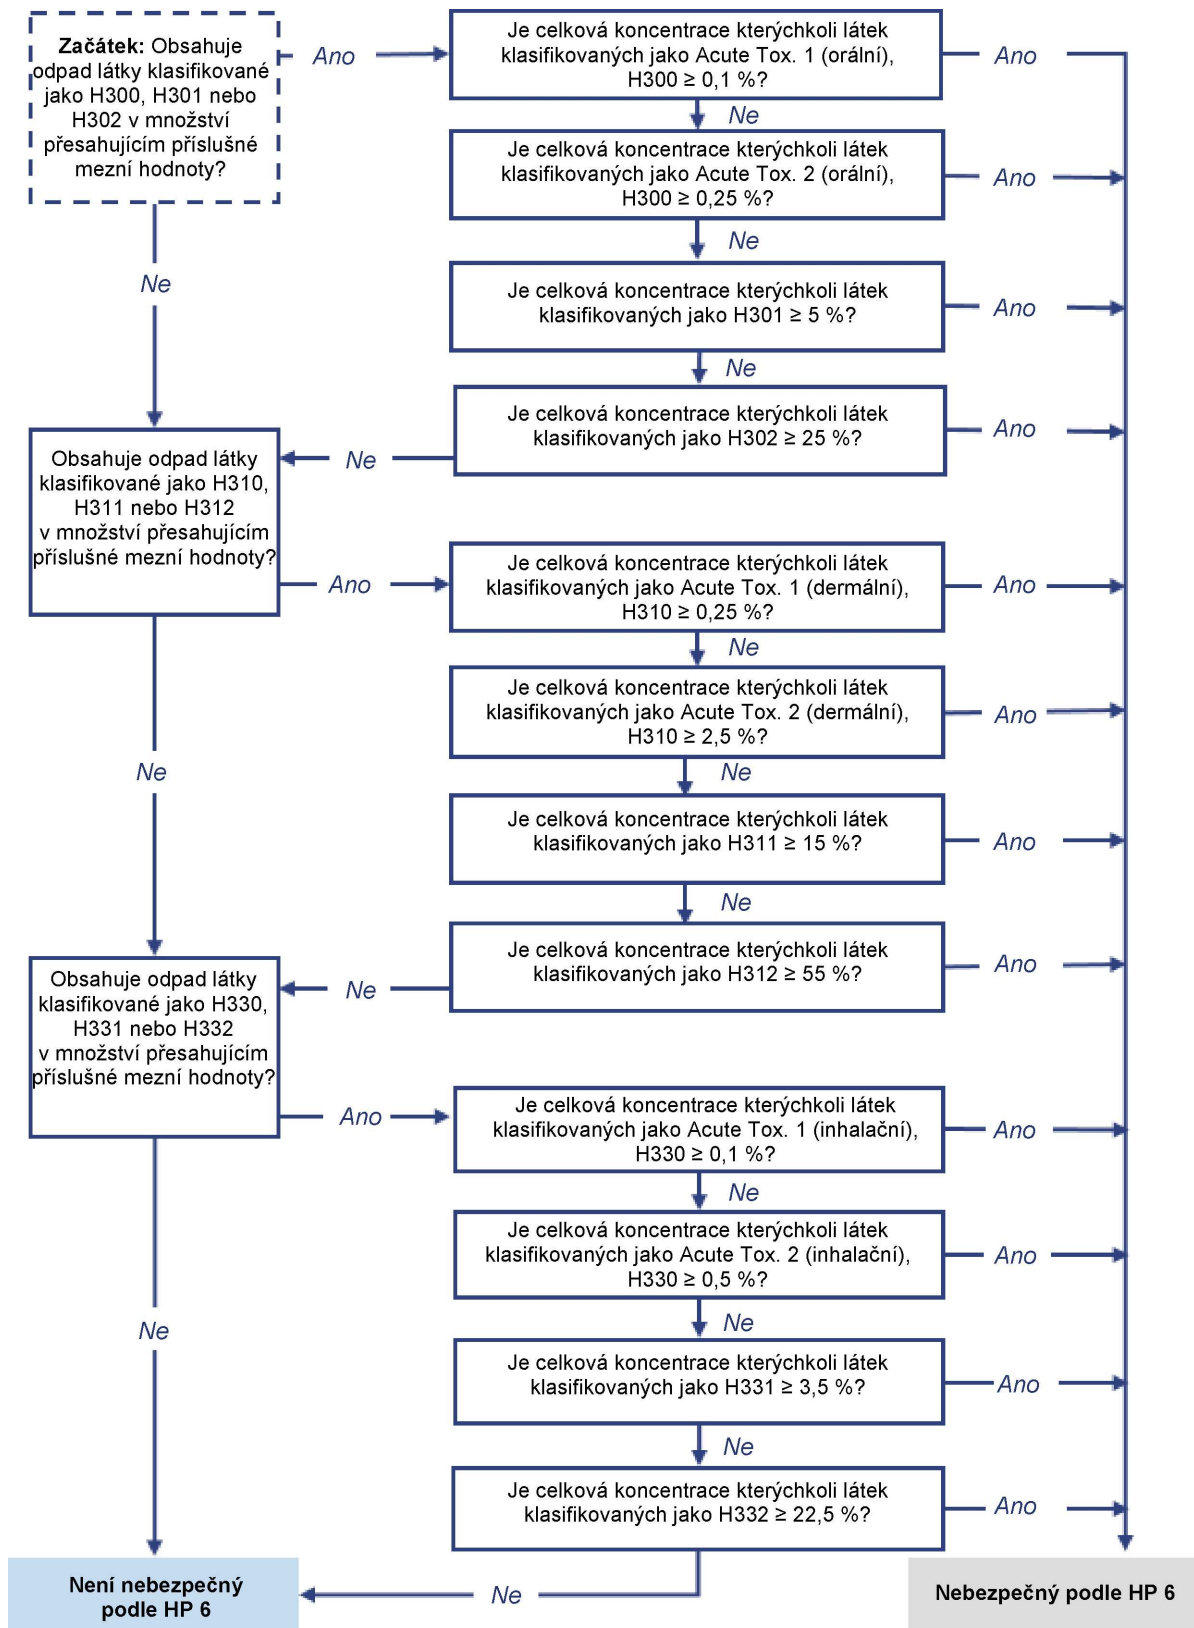 Začátek: Obsahuje
odpad látky klasifikované
jako H300, H301 nebo
H302 v množství
přesahujícím příslušné
mezní hodnoty?
Ano
Je celková koncentrace kterýchkoli látek
klasifikovaných jako Acute Tox. 1 (orální),
H300 ≥ 0,1 %?
Ano
Ne
Je celková koncentrace kterýchkoli látek
klasifikovaných jako Acute Tox. 2 (orální),
H300 ≥ 0,25 %?
Ano
Ne
Ne
Je celková koncentrace kterýchkoli látek
klasifikovaných jako H301 ≥ 5 %?
Ano
Ne
Je celková koncentrace kterýchkoli látek
klasifikovaných jako H302 ≥ 25 %?
Ano
Ne
Obsahuje odpad látky
klasifikované jako H310,
H311 nebo H312
v množství přesahujícím
příslušné mezní hodnoty?
Ano
Je celková koncentrace kterýchkoli látek
klasifikovaných jako Acute Tox. 1 (dermální),
H310 ≥ 0,25 %?
Ano
Ne
Je celková koncentrace kterýchkoli látek
klasifikovaných jako Acute Tox. 2 (dermální),
H310 ≥ 2,5 %?
Ano
Ne
Ne
Je celková koncentrace kterýchkoli látek
klasifikovaných jako H311 ≥ 15 %?
Ano
Ne
Je celková koncentrace kterýchkoli látek
klasifikovaných jako H312 ≥ 55 %?
Ano
Ne
Obsahuje odpad látky
klasifikované jako H330,
H331 nebo H332
v množství přesahujícím
příslušné mezní hodnoty?
Ano
Je celková koncentrace kterýchkoli látek
klasifikovaných jako Acute Tox. 1 (inhalační),
H330 ≥ 0,1 %?
Ano
Ne
Je celková koncentrace kterýchkoli látek
klasifikovaných jako Acute Tox. 2 (inhalační),
H330 ≥ 0,5 %?
Ano
Ne
Ne
Je celková koncentrace kterýchkoli látek
klasifikovaných jako H331 ≥ 3,5 %?
Ano
Ne
Je celková koncentrace kterýchkoli látek
klasifikovaných jako H332 ≥ 22,5 %?
Ano
Ne
Není nebezpečný
podle HP 6
Nebezpečný podle HP 6